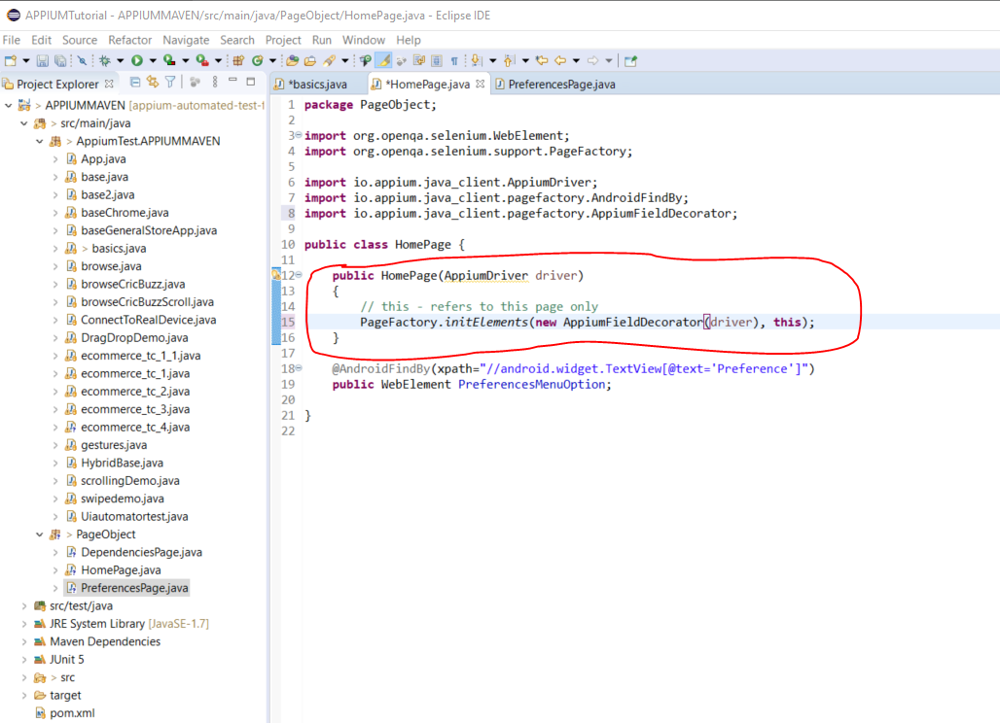 APPIUMTutorial - APPIUMMAVEN/src/main/java/PageObject/HomePage.java - Eclipse IDE
File Edit Source Refactor Navigate Search Project Run Window Help
Project Explorer
> APPIUMMAVEN [appium-automated-test-f
> src/main/java
> AppiumTest.APPIUMMAVEN
App.java
base.java
base2.java
baseChrome.java
baseGeneralStoreApp.java
> basics.java
browse.java
browseCricBuzz.java
browseCricBuzzScroll.java
ConnectToRealDevice.java
DragDropDemo.java
ecommerce_tc_1_1.java
ecommerce_tc_1.java
ecommerce_tc_2.java
ecommerce_tc_3.java
ecommerce_tc_4.java
gestures.java
HybridBase.java
scrollingDemo.java
swipedemo.java
Uiautomatortest.java
> PageObject
DependenciesPage.java
HomePage.java
PreferencesPage.java
src/test/java
JRE System Library [JavaSE-1.7]
Maven Dependencies
JUnit 5
> src
target
pom.xml
*basics.java *HomePage.java PreferencesPage.java
1 package PageObject;
2
3 import org.openqa.selenium.WebElement;
4 import org.openqa.selenium.support.PageFactory;
5
6 import io.appium.java_client.AppiumDriver;
7 import io.appium.java_client.pagefactory.AndroidFindBy;
8 import io.appium.java_client.pagefactory.AppiumFieldDecorator;
9
10 public class HomePage {
11
12 public HomePage(AppiumDriver driver)
13 {
14 // this - refers to this page only
15 PageFactory.initElements(new AppiumFieldDecorator(driver), this);
16 }
17
18 @AndroidFindBy(xpath="//android.widget.TextView[@text='Preference']")
19 public WebElement PreferencesMenuOption;
20
21 }
22